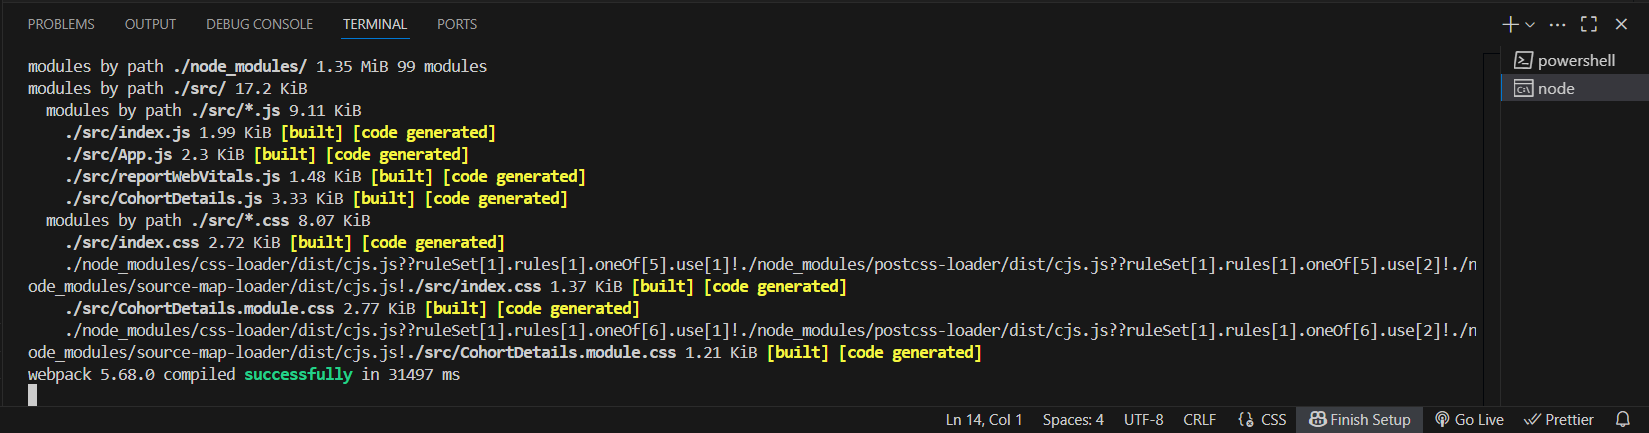 PROBLEMS OUTPUT DEBUG CONSOLE TERMINAL PORTS
powershell
node
modules by path ./node_modules/ 1.35 MiB 99 modules
modules by path ./src/ 17.2 KiB
modules by path ./src/*.js 9.11 KiB
./src/index.js 1.99 KiB [built] [code generated]
./src/App.js 2.3 KiB [built] [code generated]
./src/reportWebVitals.js 1.48 KiB [built] [code generated]
./src/CohortDetails.js 3.33 KiB [built] [code generated]
modules by path ./src/*.css 8.07 KiB
./src/index.css 2.72 KiB [built] [code generated]
./node_modules/css-loader/dist/cjs.js??ruleSet[1].rules[1].oneOf[5].use[1]!./node_modules/postcss-loader/dist/cjs.js??ruleSet[1].rules[1].oneOf[5].use[2]!./n
ode_modules/source-map-loader/dist/cjs.js!./src/index.css 1.37 KiB [built] [code generated]
./src/CohortDetails.module.css 2.77 KiB [built] [code generated]
./node_modules/css-loader/dist/cjs.js??ruleSet[1].rules[1].oneOf[6].use[1]!./node_modules/postcss-loader/dist/cjs.js??ruleSet[1].rules[1].oneOf[6].use[2]!./n
ode_modules/source-map-loader/dist/cjs.js!./src/CohortDetails.module.css 1.21 KiB [built] [code generated]
webpack 5.68.0 compiled successfully in 31497 ms
Ln 14, Col 1 Spaces: 4 UTF-8 CRLF {} CSS Finish Setup Go Live Prettier